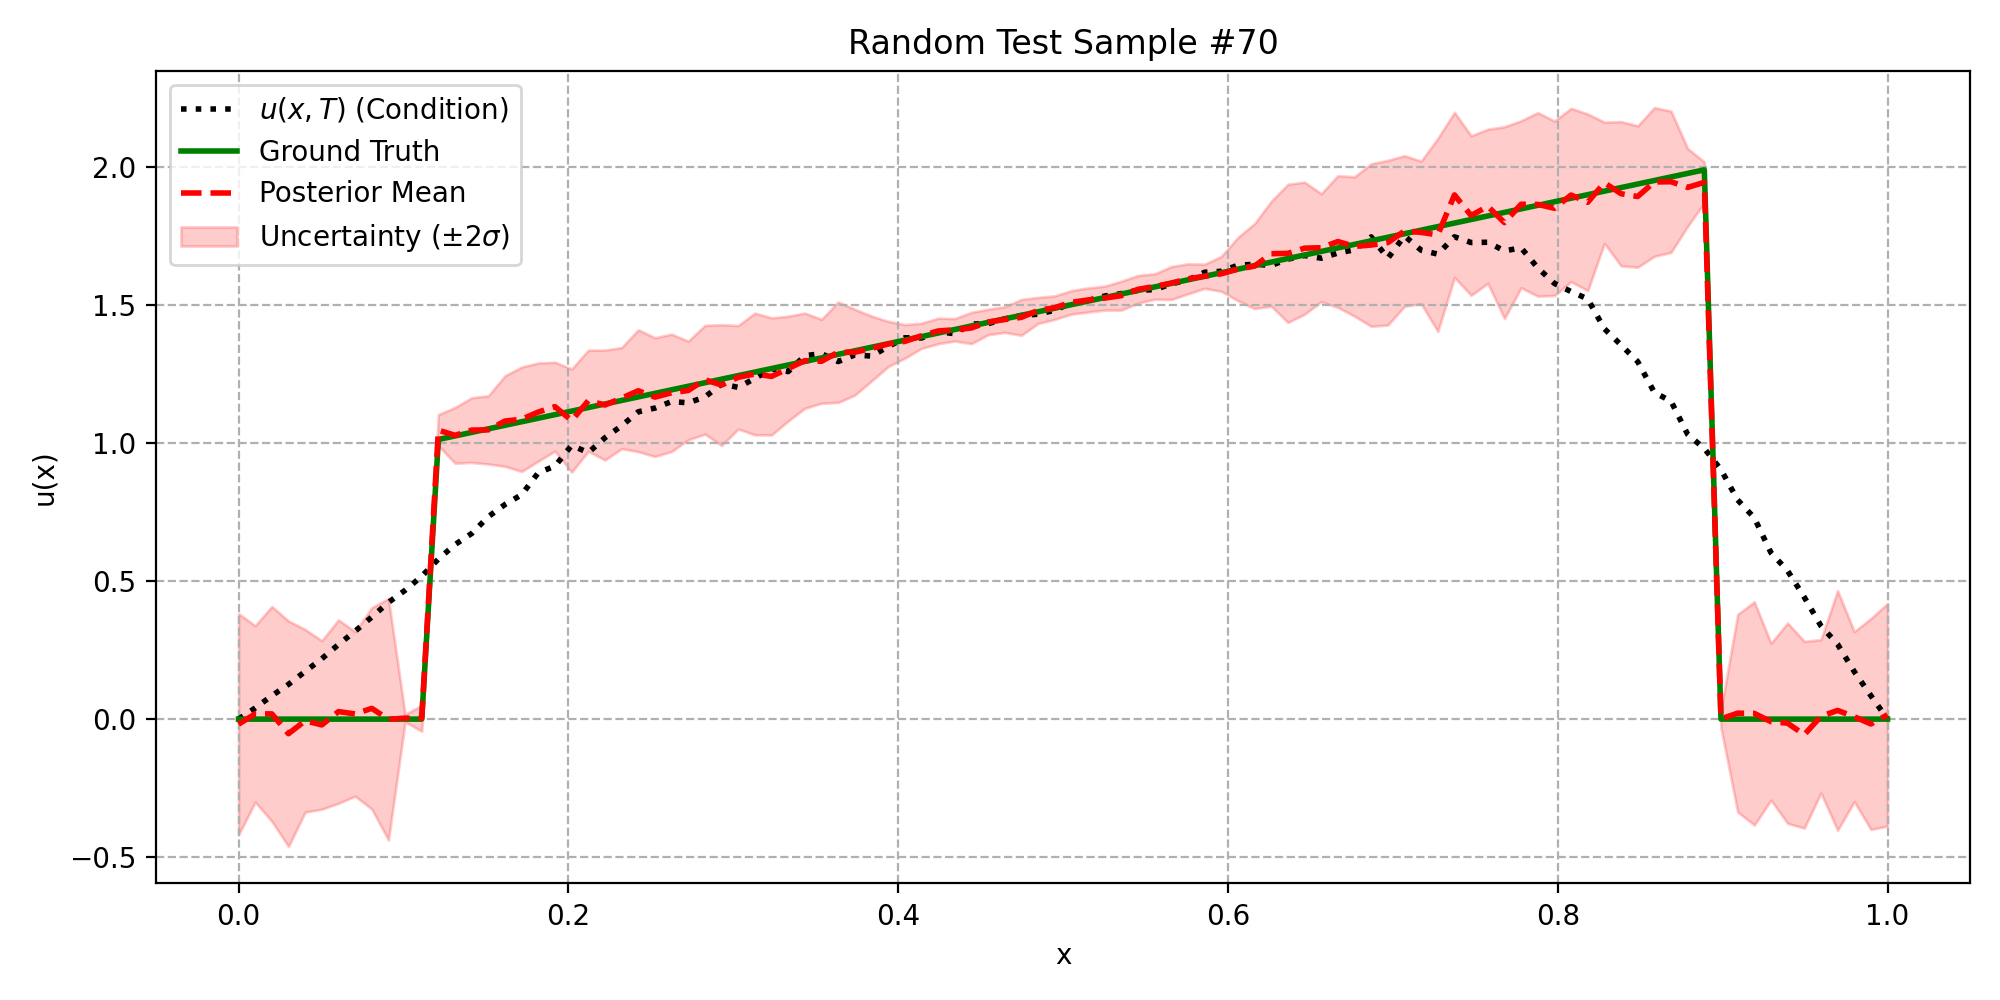 Random Test Sample #70
u(x, T) (Condition)
Ground Truth
Posterior Mean
Uncertainty (±2σ)
u(x)
2.0
1.5
1.0
0.5
0.0
−0.5
0.0 0.2 0.4 0.6 0.8 1.0
x